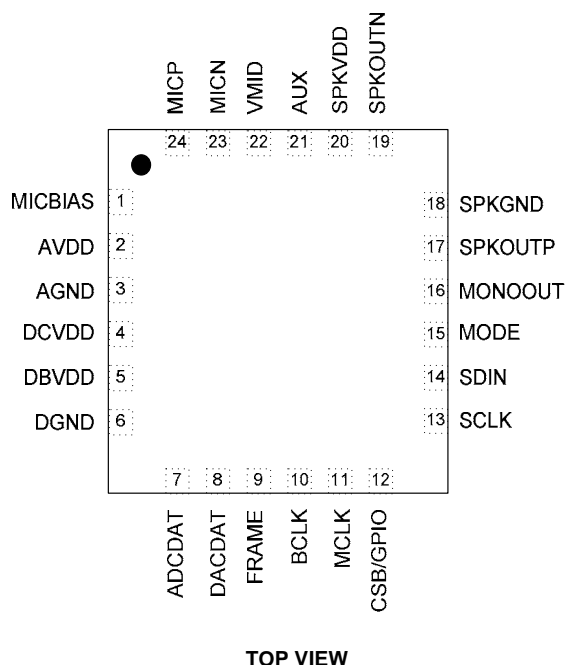 MICP MICN VMID AUX SPKVDD SPKOUTN
24 23 22 21 20 19
MICBIAS 1 18 SPKGND
AVDD 2 17 SPKOUTP
AGND 3 16 MONOOUT
DCVDD 4 15 MODE
DBVDD 5 14 SDIN
DGND 6 13 SCLK
7 8 9 10 11 12
ADCDAT DACDAT FRAME BCLK MCLK CSB/GPIO
TOP VIEW